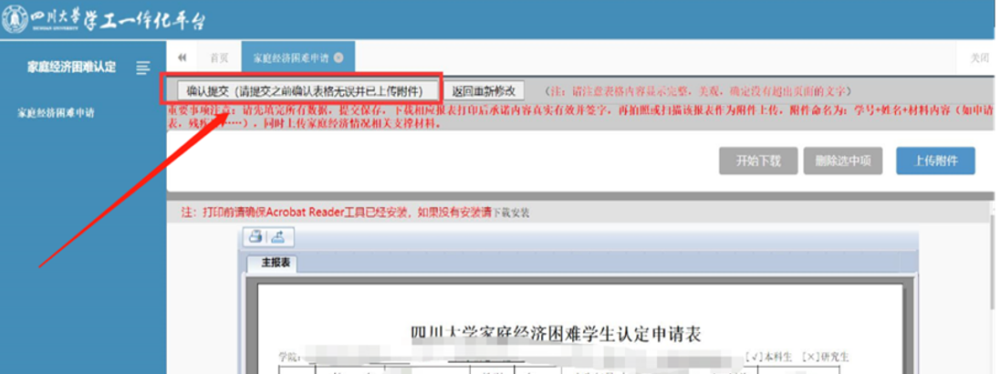 四川大学学工一体化平台
SICHUAN UNIVERSITY
家庭经济困难认定
首页
家庭经济困难申请
关闭
家庭经济困难申请
确认提交（请提交之前确认表格无误并已上传附件）
返回重新修改
（注：请注意表格内容显示完整，美观，确定没有超出页面的文字）
重要事项注意：请先填完所有数据，提交保存，下载相应报表打印后承诺内容真实有效并签字，再拍照或扫描该报表作为附件上传，附件命名为：学号+姓名+材料内容（如申请
表，残疾……），同时上传家庭经济情况相关支撑材料。
开始下载
删除选中项
上传附件
注：打印前请确保Acrobat Reader工具已经安装，如果没有安装请下载安装
主报表
四川大学家庭经济困难学生认定申请表
学院：
[√]本科生 [×]研究生